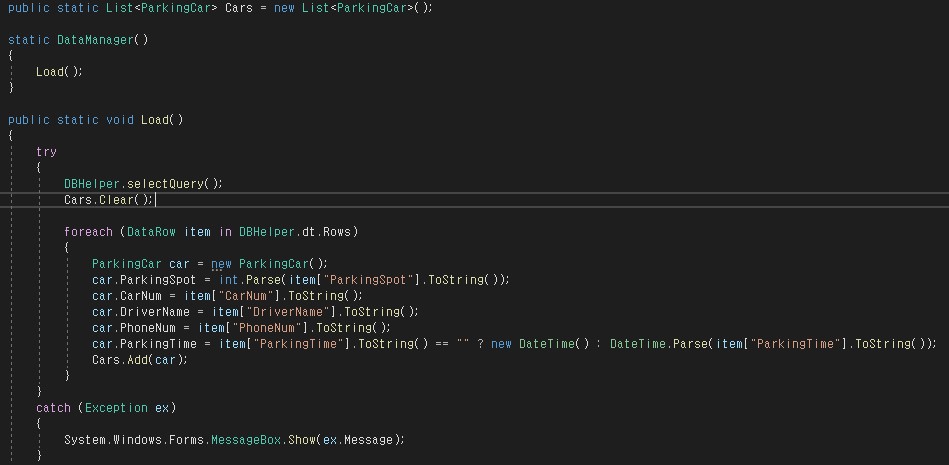 public static List<ParkingCar> Cars = new List<ParkingCar>();
static DataManager()
{
Load();
}
public static void Load()
{
try
{
DBHelper.selectQuery();
Cars.Clear();
foreach (DataRow item in DBHelper.dt.Rows)
{
ParkingCar car = new ParkingCar();
car.ParkingSpot = int.Parse(item["ParkingSpot"].ToString());
car.CarNum = item["CarNum"].ToString();
car.DriverName = item["DriverName"].ToString();
car.PhoneNum = item["PhoneNum"].ToString();
car.ParkingTime = item["ParkingTime"].ToString() == "" ? new DateTime() : DateTime.Parse(item["ParkingTime"].ToString());
Cars.Add(car);
}
}
catch (Exception ex)
{
System.Windows.Forms.MessageBox.Show(ex.Message);
}